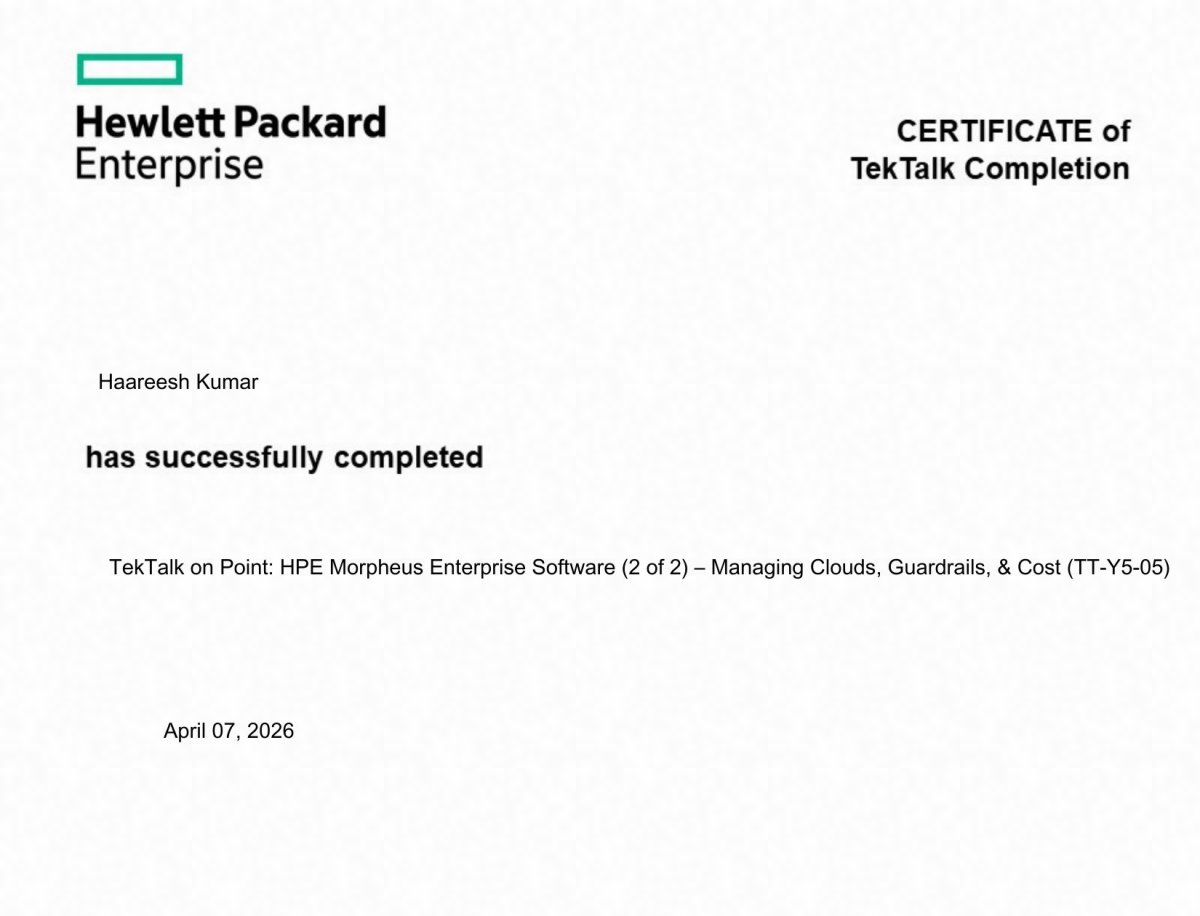 Hewlett Packard
Enterprise
CERTIFICATE of
TekTalk Completion
Haareesh Kumar
has successfully completed
TekTalk on Point: HPE Morpheus Enterprise Software (2 of 2) – Managing Clouds, Guardrails, & Cost (TT-Y5-05)
April 07, 2026